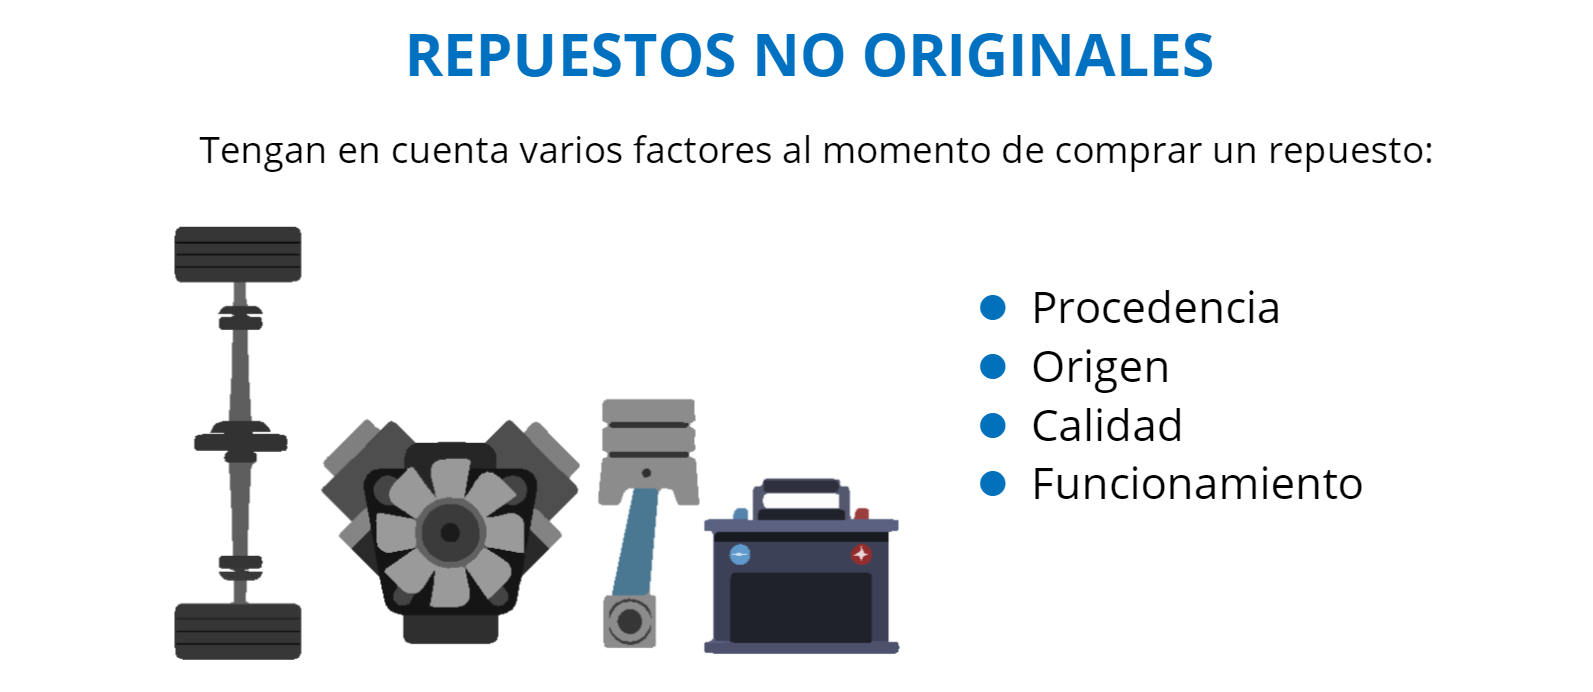 REPUESTOS NO ORIGINALES
Tengan en cuenta varios factores al momento de comprar un repuesto:
Procedencia
Origen
Calidad
Funcionamiento